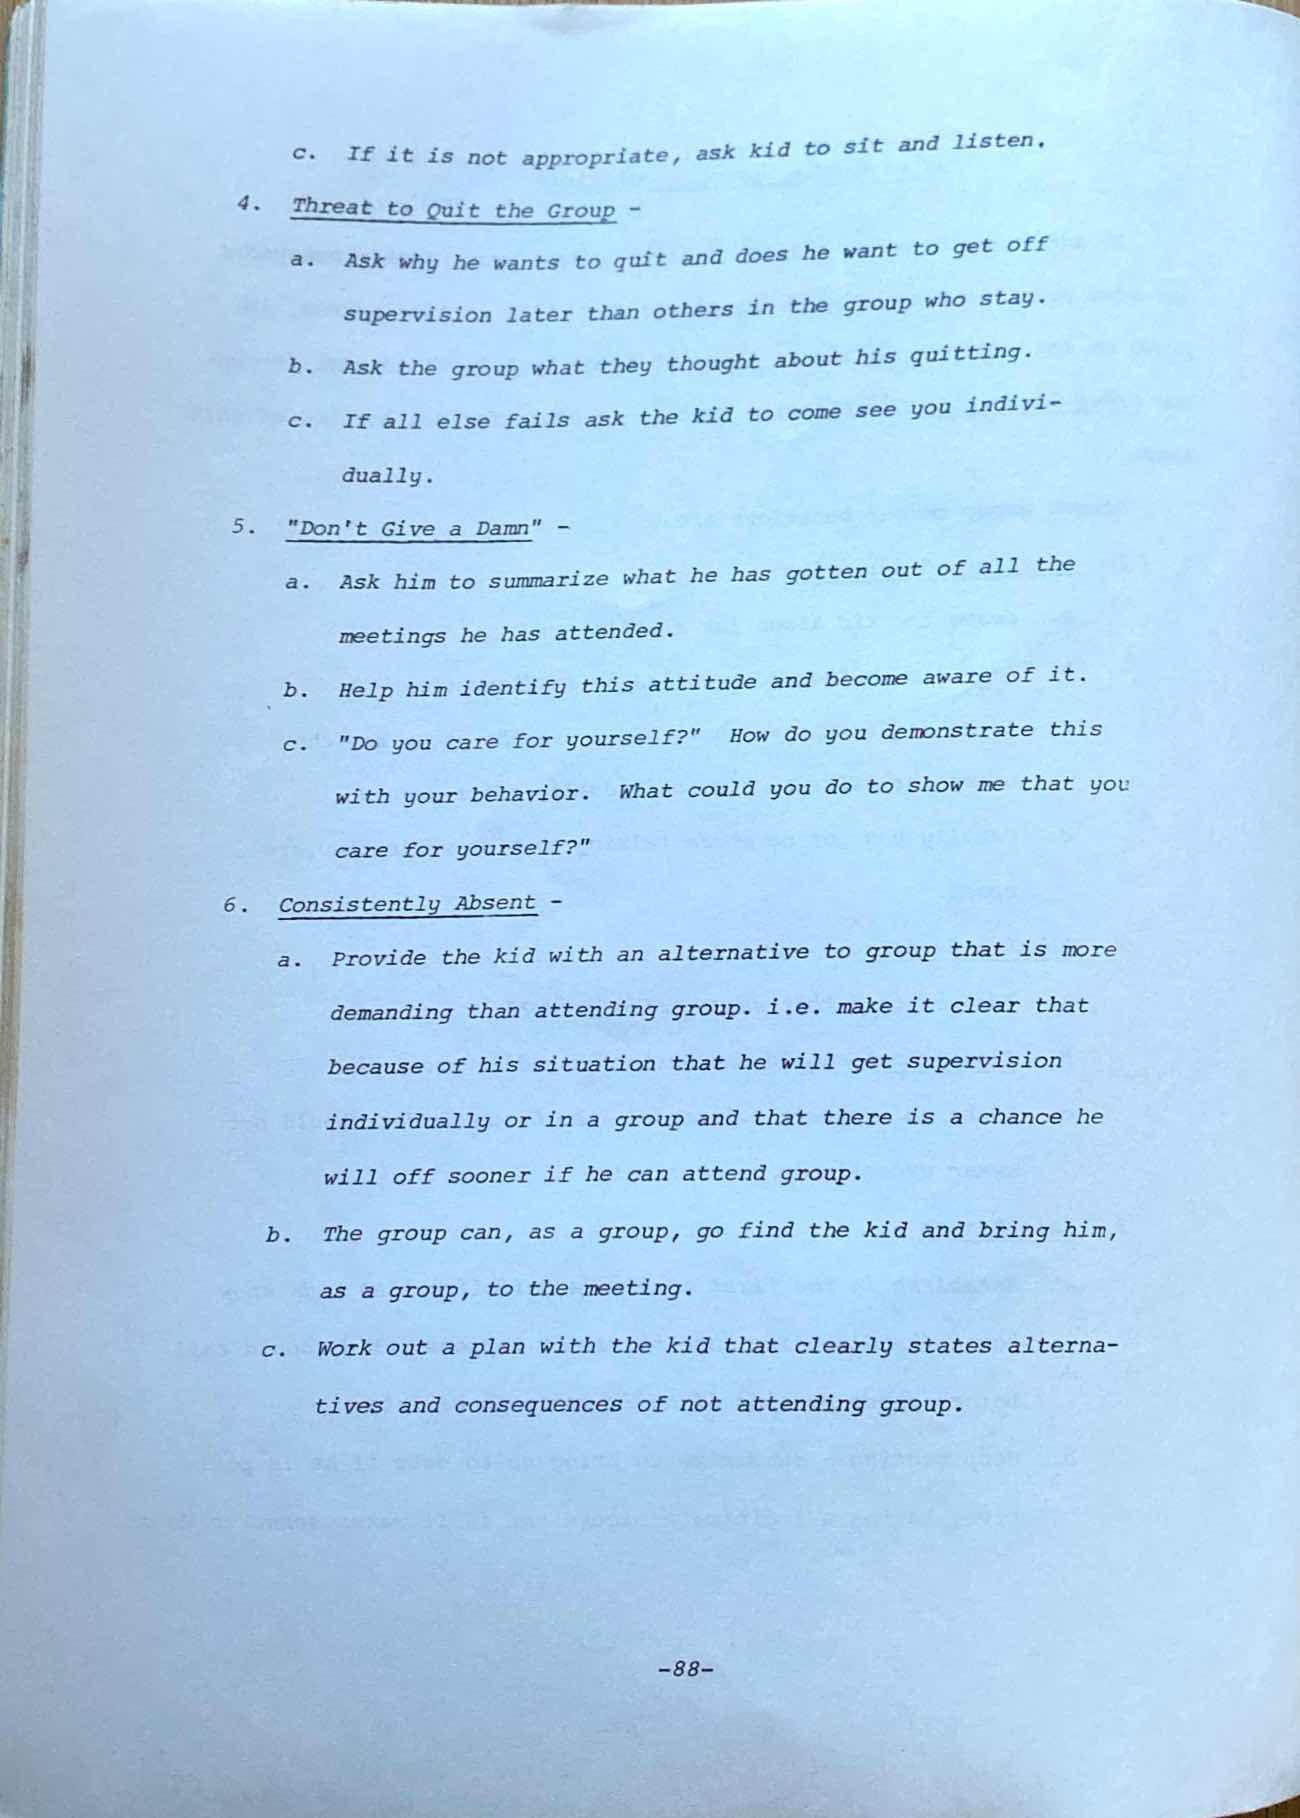 c. If it is not appropriate, ask kid to sit and listen.
4. Threat to Quit the Group -
a. Ask why he wants to quit and does he want to get off
supervision later than others in the group who stay.
b. Ask the group what they thought about his quitting.
c. If all else fails ask the kid to come see you indivi-
dually.
5. "Don't Give a Damn" -
a. Ask him to summarize what he has gotten out of all the
meetings he has attended.
b. Help him identify this attitude and become aware of it.
c. "Do you care for yourself?" How do you demonstrate this
with your behavior. What could you do to show me that you
care for yourself?"
6. Consistently Absent -
a. Provide the kid with an alternative to group that is more
demanding than attending group. i.e. make it clear that
because of his situation that he will get supervision
individually or in a group and that there is a chance he
will off sooner if he can attend group.
b. The group can, as a group, go find the kid and bring him,
as a group, to the meeting.
c. Work out a plan with the kid that clearly states alterna-
tives and consequences of not attending group.
-88-